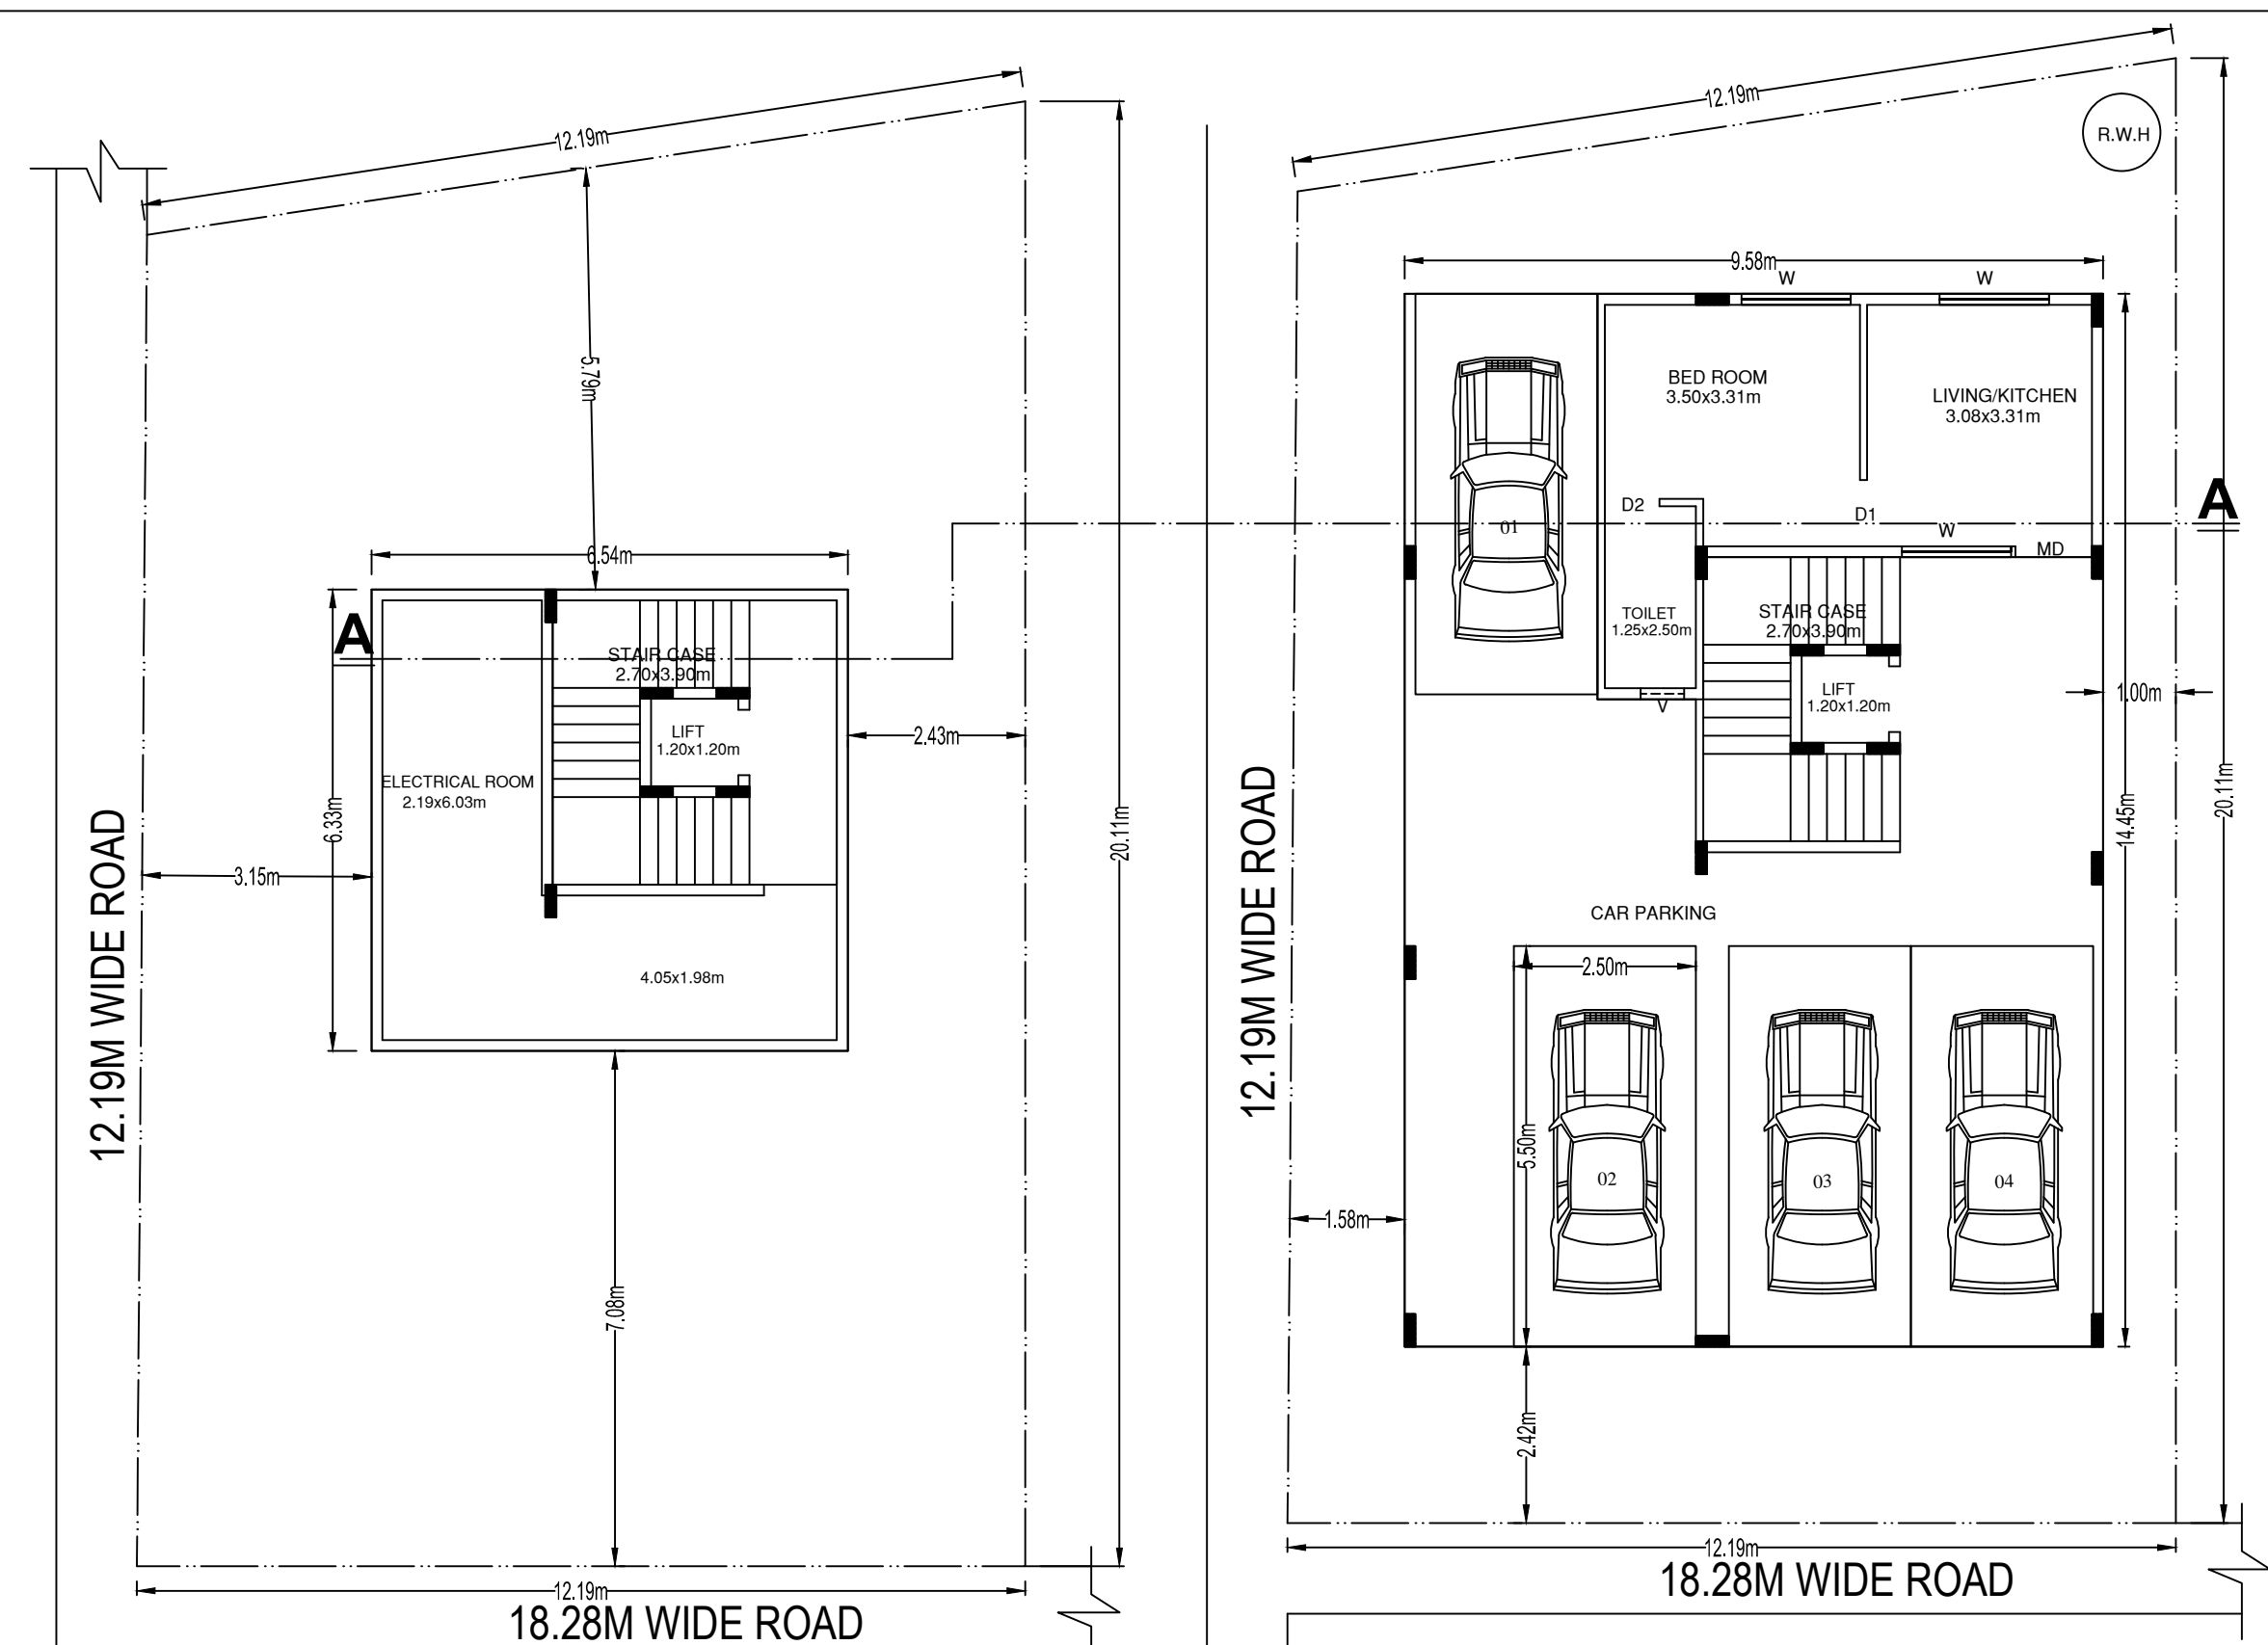 12.19m
5.79m
6.54m
A
STAIR CASE
2.70x3.90m
LIFT
1.20x1.20m
2.43m
ELECTRICAL ROOM
2.19x6.03m
6.33m
3.15m
20.11m
12.19M WIDE ROAD
4.05x1.98m
7.08m
12.19m
18.28M WIDE ROAD
12.19m
R.W.H
9.58m
W
W
BED ROOM
3.50x3.31m
LIVING/KITCHEN
3.08x3.31m
D2
D1
W
MD
A
01
TOILET
1.25x2.50m
STAIR CASE
2.70x3.90m
LIFT
1.20x1.20m
V
1.00m
14.45m
20.11m
12.19M WIDE ROAD
CAR PARKING
2.50m
5.50m
02
03
04
1.58m
2.42m
12.19m
18.28M WIDE ROAD